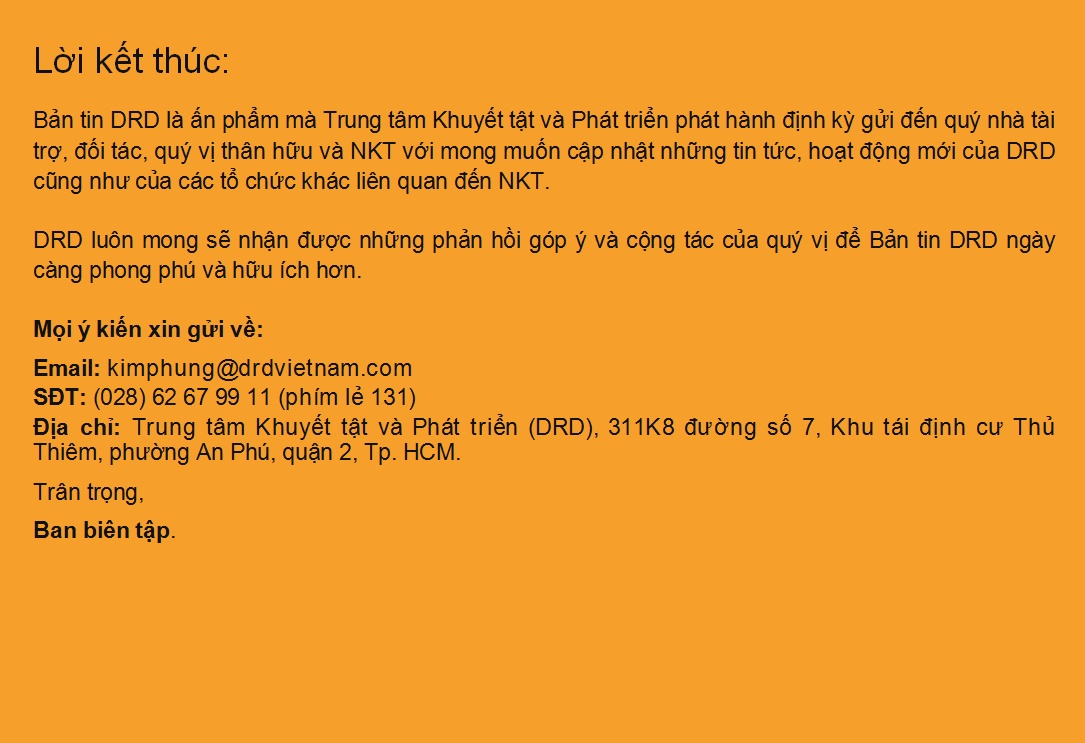 Lời kết thúc:
Bản tin DRD là ấn phẩm mà Trung tâm Khuyết tật và Phát triển phát hành định kỳ gửi đến quý nhà tài
trợ, đối tác, quý vị thân hữu và NKT với mong muốn cập nhật những tin tức, hoạt động mới của DRD
cũng như của các tổ chức khác liên quan đến NKT.
DRD luôn mong sẽ nhận được những phản hồi góp ý và cộng tác của quý vị để Bản tin DRD ngày
càng phong phú và hữu ích hơn.
Mọi ý kiến xin gửi về:
Email: kimphung@drdvietnam.com
SĐT: (028) 62 67 99 11 (phím lẻ 131)
Địa chỉ: Trung tâm Khuyết tật và Phát triển (DRD), 311K8 đường số 7, Khu tái định cư Thủ
Thiêm, phường An Phú, quận 2, Tp. HCM.
Trân trọng,
Ban biên tập.